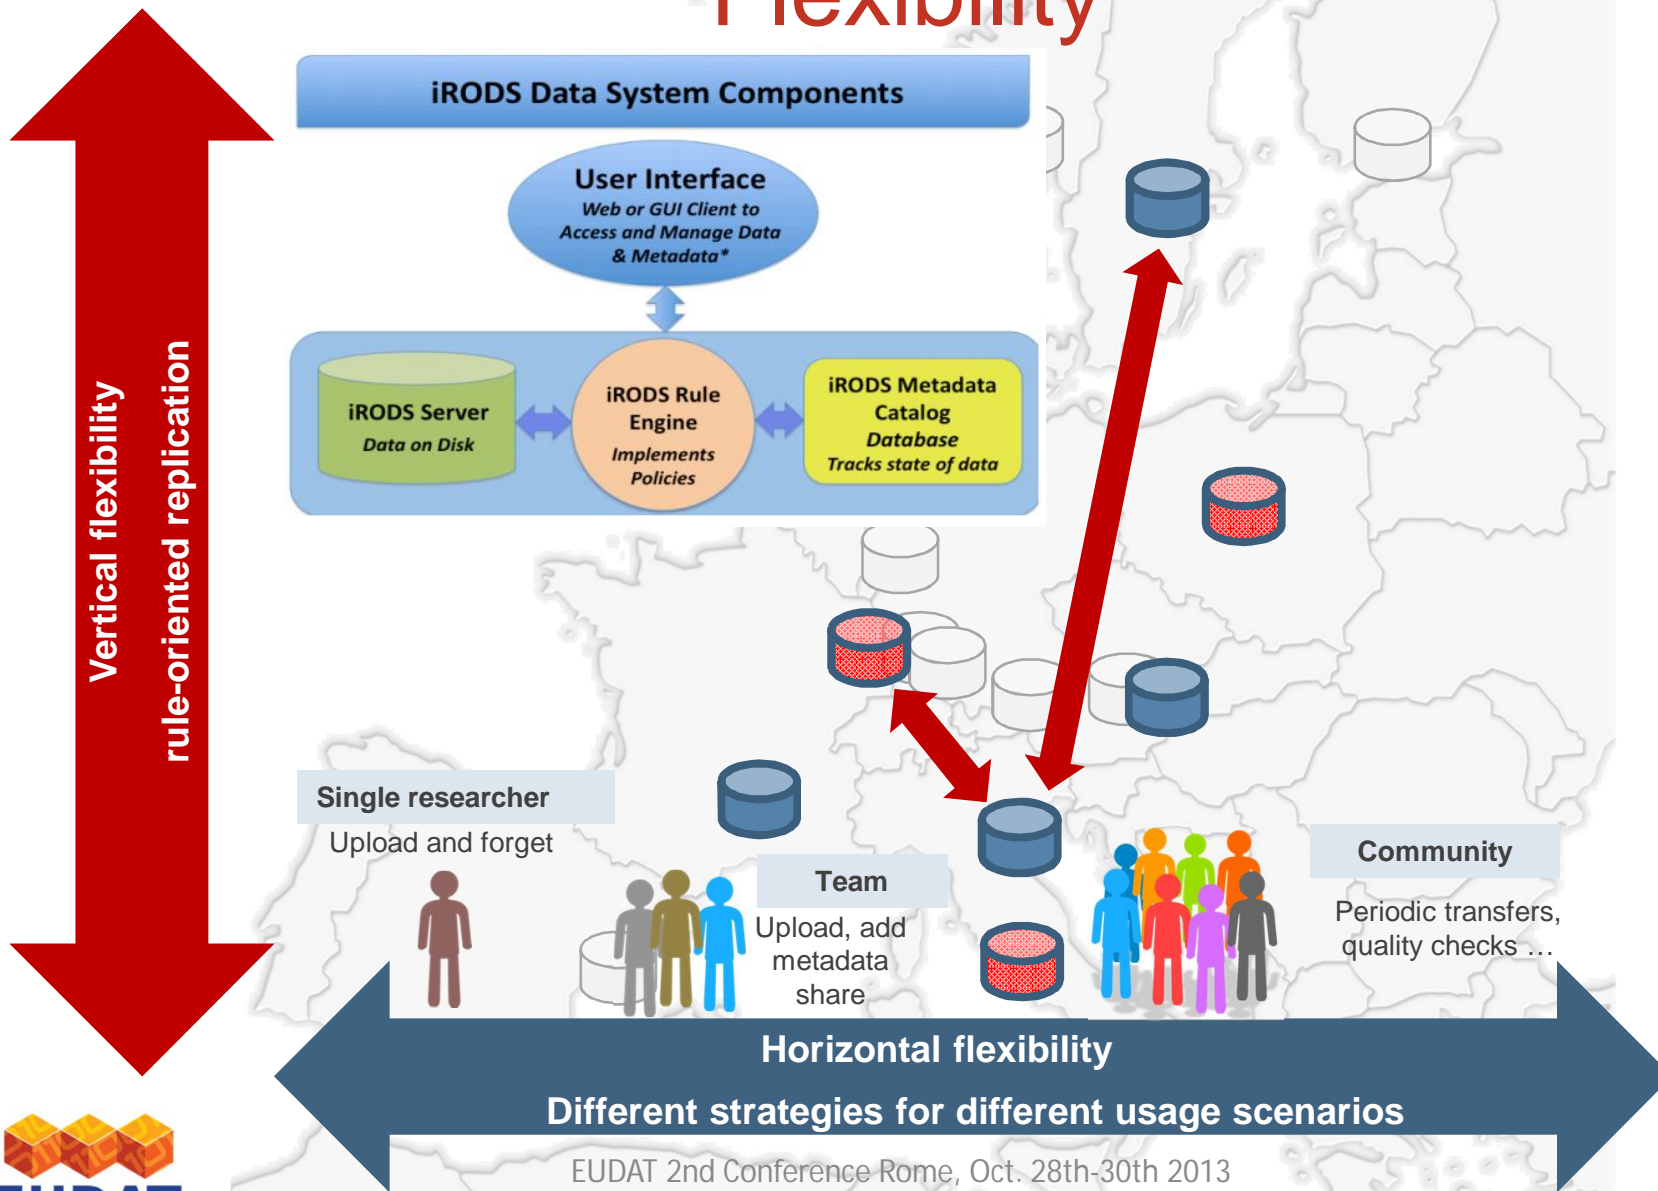 Flexibility
iRODS Data System Components
User Interface
Web or GUI Client to
Access and Manage Data
& Metadata*
iRODS Server
Data on Disk
iRODS Rule
Engine
Implements
Policies
iRODS Metadata
Catalog
Database
Tracks state of data
Vertical flexibility
rule-oriented replication
Single researcher
Upload and forget
Team
Upload, add
metadata
share
Community
Periodic transfers,
quality checks ...
Horizontal flexibility
Different strategies for different usage scenarios
EUDAT 2nd Conference Rome, Oct. 28th-30th 2013
EUDAT